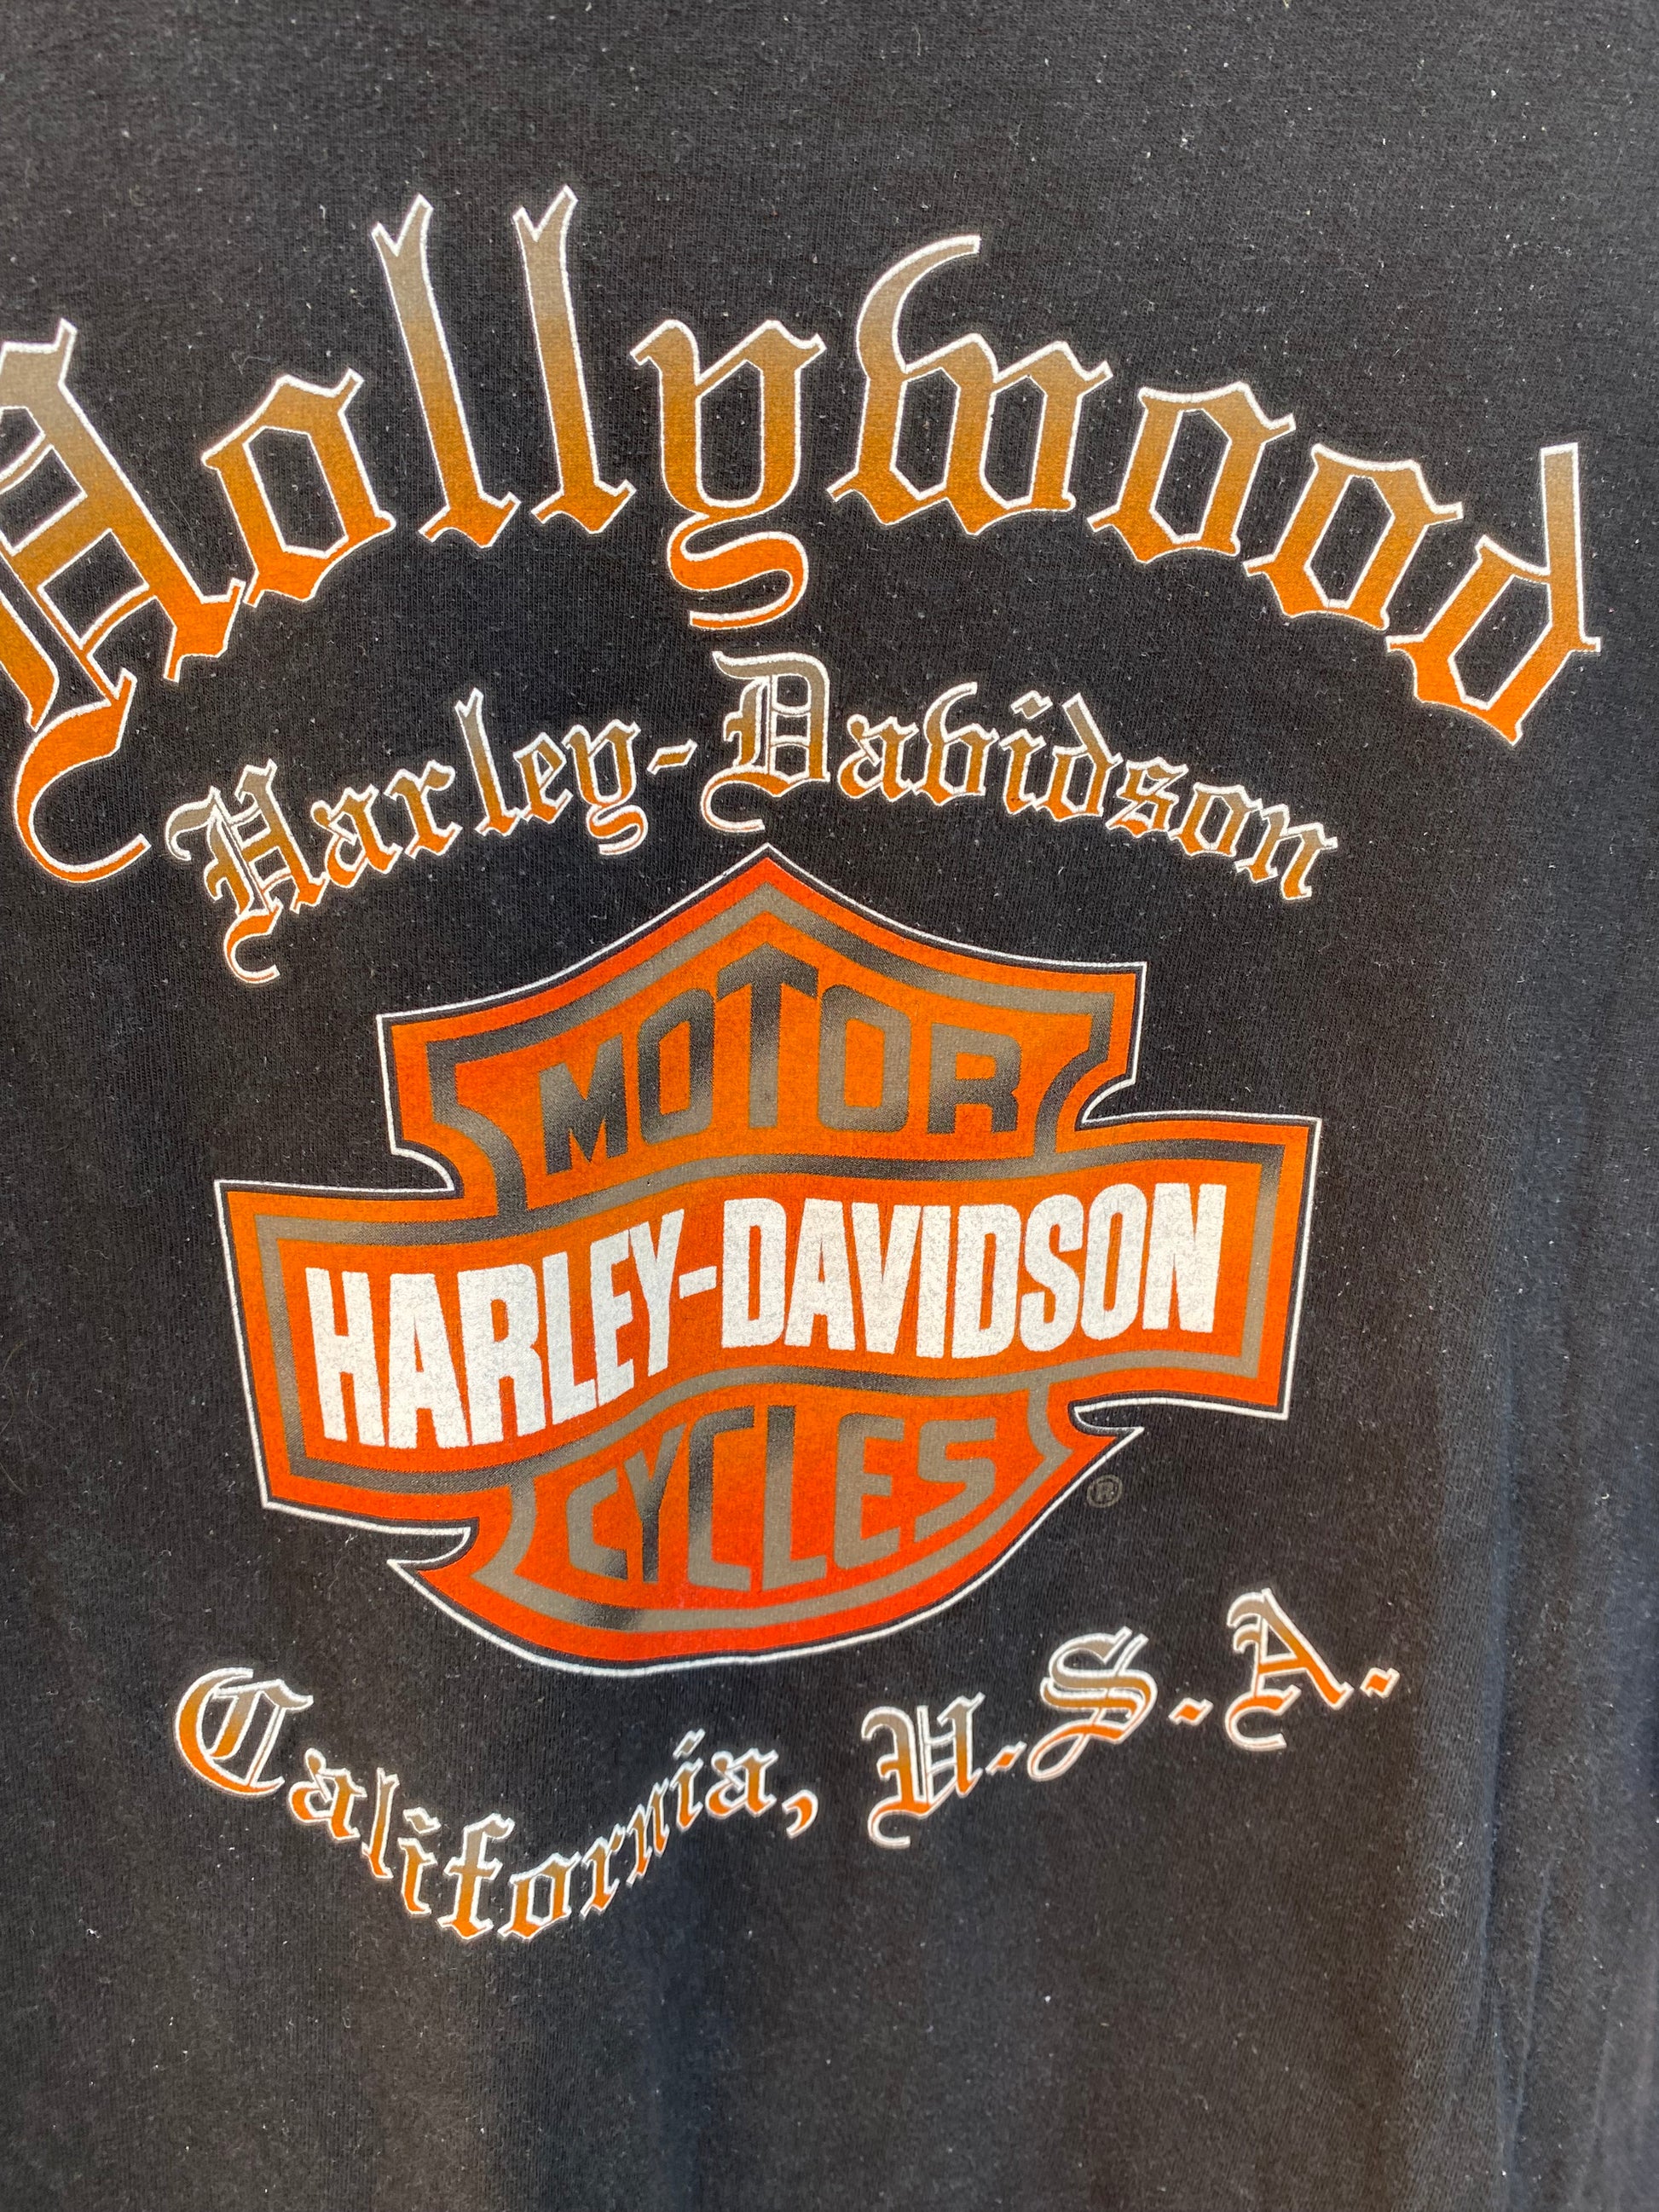 Hollywood
Harley-Davidson
MOTOR
HARLEY-DAVIDSON
CYCLES
®
California, U.S.A.